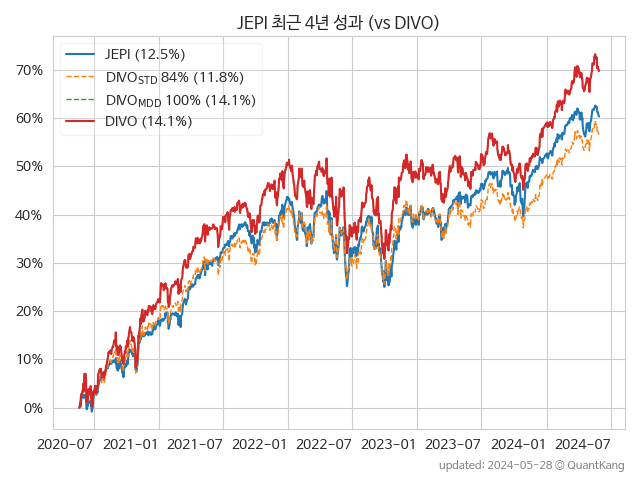 JEPI 최근 4년 성과 (vs DIVO)
JEPI (12.5%)
DIVO_STD 84% (11.8%)
DIVO_MDD 100% (14.1%)
DIVO (14.1%)
70%
60%
50%
40%
30%
20%
10%
0%
2020-07 2021-01 2021-07 2022-01 2022-07 2023-01 2023-07 2024-01 2024-07
updated: 2024-05-28 © QuantKang